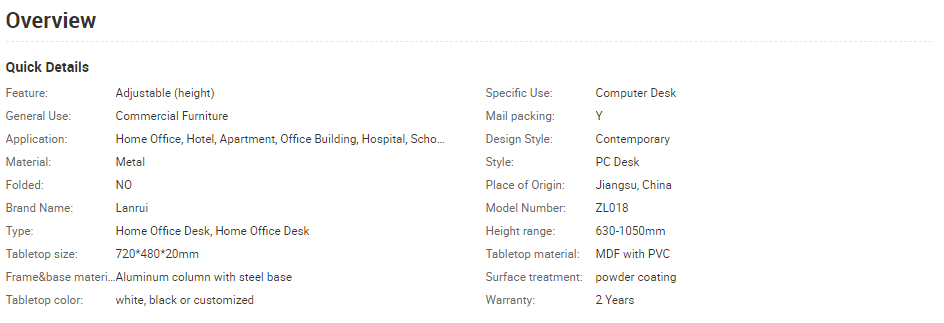 Overview
Quick Details
Feature: Adjustable (height) Specific Use: Computer Desk
General Use: Commercial Furniture Mail packing: Y
Application: Home Office, Hotel, Apartment, Office Building, Hospital, Scho... Design Style: Contemporary
Material: Metal Style: PC Desk
Folded: NO Place of Origin: Jiangsu, China
Brand Name: Lanrui Model Number: ZL018
Type: Home Office Desk, Home Office Desk Height range: 630-1050mm
Tabletop size: 720*480*20mm Tabletop material: MDF with PVC
Frame&base materi... Aluminum column with steel base Surface treatment: powder coating
Tabletop color: white, black or customized Warranty: 2 Years